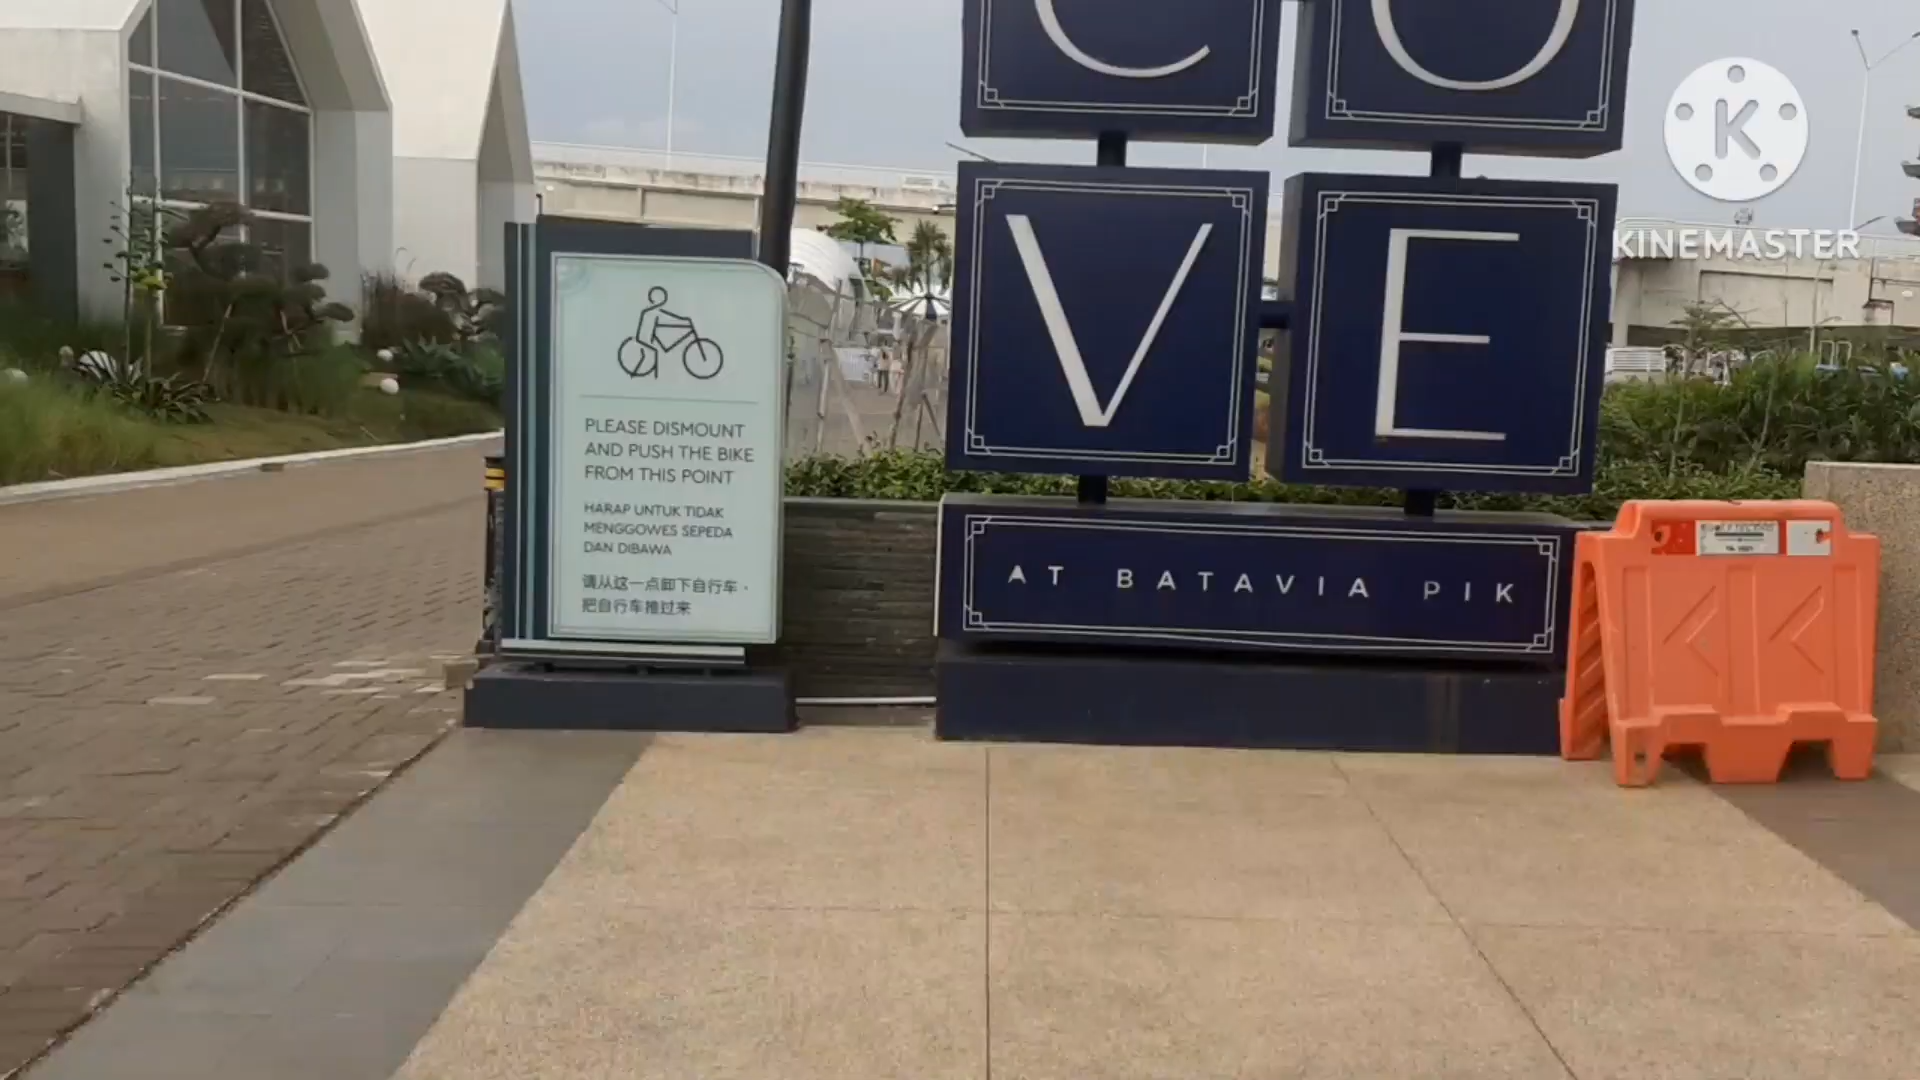 CO
VE
AT BATAVIA PIK
PLEASE DISMOUNT
AND PUSH THE BIKE
FROM THIS POINT
HARAP UNTUK TIDAK
MENGGOWES SEPEDA
DAN DIBAWA
请从这一点卸下自行车，
把自行车推过来
K
KINEMASTER